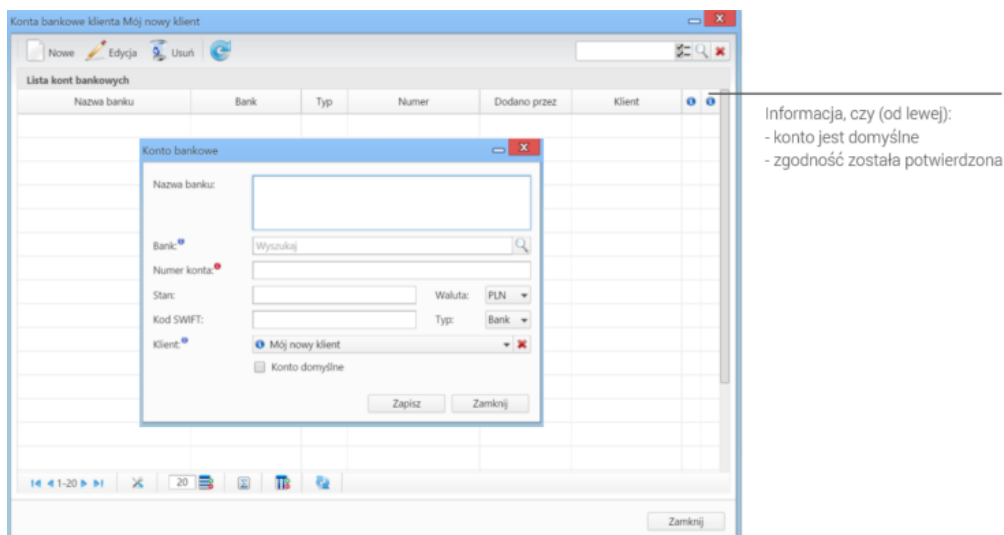 Konta bankowe klienta Mój nowy klient
Nowe Edycja Usuń
Lista kont bankowych
Nazwa banku Bank Typ Numer Dodano przez Klient
Informacja, czy (od lewej):
- konto jest domyślne
- zgodność została potwierdzona
Konto bankowe
Nazwa banku:
Bank: Wyszukaj
Numer konta:
Stan: Waluta: PLN
Kod SWIFT: Typ: Bank
Klient: Mój nowy klient
Konto domyślne
Zapisz Zamknij
1-20 20
Zamknij